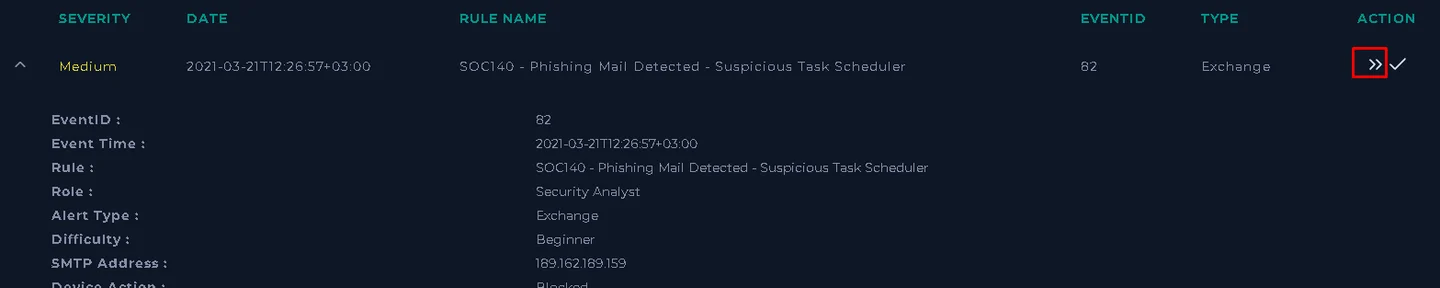 SEVERITY DATE RULE NAME EVENTID TYPE ACTION
Medium 2021-03-21T12:26:57+03:00 SOC140 - Phishing Mail Detected - Suspicious Task Scheduler 82 Exchange
EventID : 82
Event Time : 2021-03-21T12:26:57+03:00
Rule : SOC140 - Phishing Mail Detected - Suspicious Task Scheduler
Role : Security Analyst
Alert Type : Exchange
Difficulty : Beginner
SMTP Address : 189.162.189.159
Device Action : Blocked